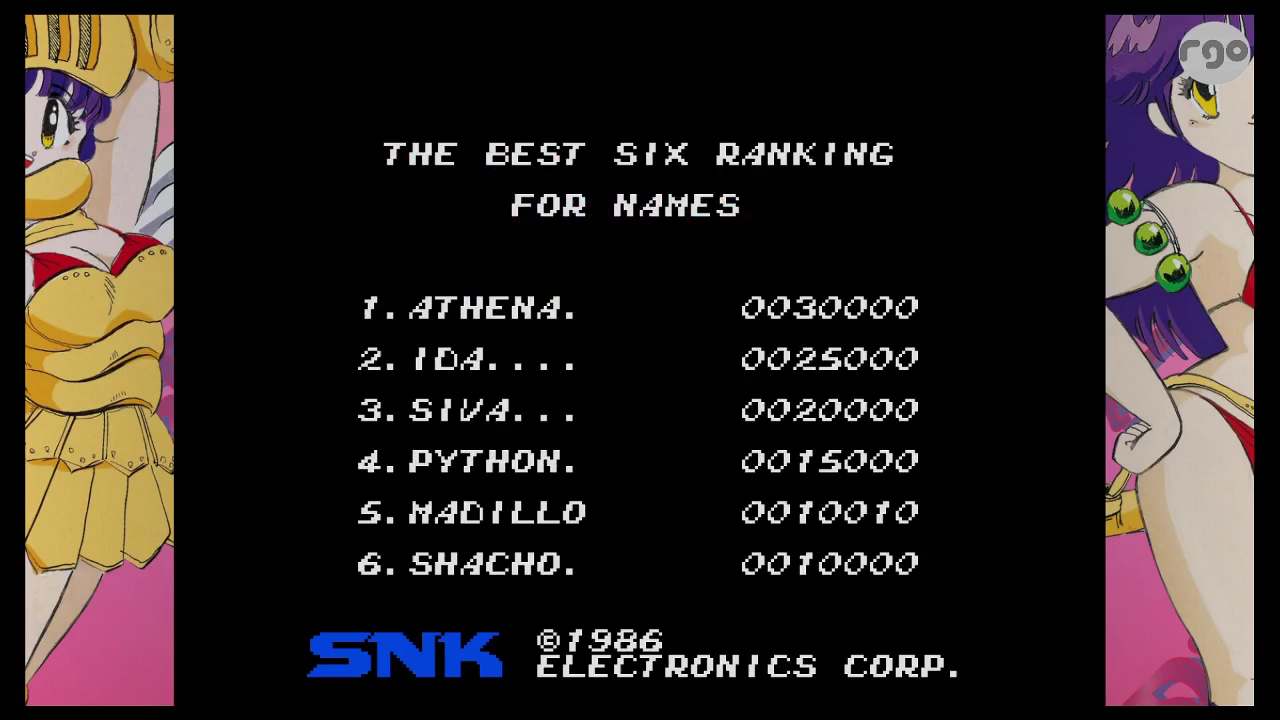 rgo
THE BEST SIX RANKING
FOR NAMES
1. ATHENA. 0030000
2. IDA.... 0025000
3. SIVA... 0020000
4. PYTHON. 0015000
5. MADILLO 0010010
6. SHACHO. 0010000
SNK ©1986
ELECTRONICS CORP.